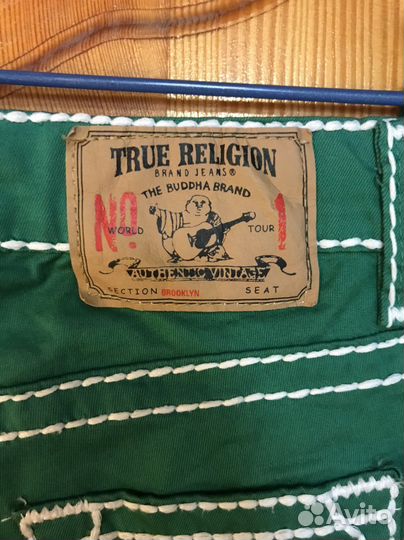 TRUE RELIGION
BRAND JEANS®
THE BUDDHA BRAND
No. 1
WORLD TOUR
AUTHENTIC VINTAGE
SECTION BROOKLYN SEAT
Avito